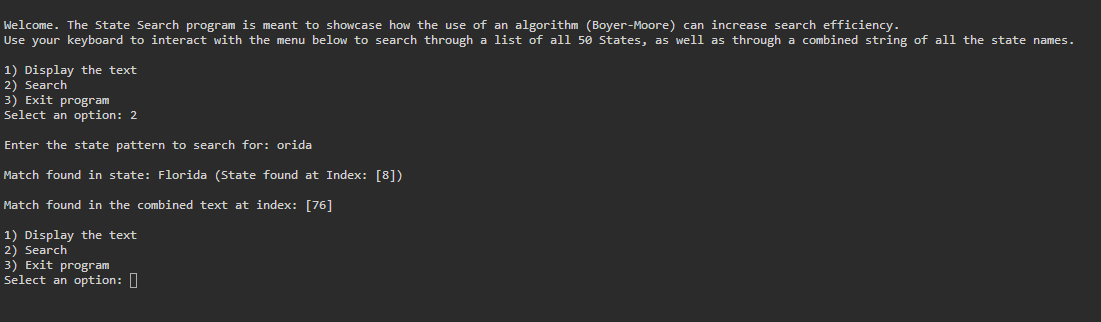 Welcome. The State Search program is meant to showcase how the use of an algorithm (Boyer-Moore) can increase search efficiency.
Use your keyboard to interact with the menu below to search through a list of all 50 States, as well as through a combined string of all the state names.
1) Display the text
2) Search
3) Exit program
Select an option: 2
Enter the state pattern to search for: orida
Match found in state: Florida (State found at Index: [8])
Match found in the combined text at index: [76]
1) Display the text
2) Search
3) Exit program
Select an option: